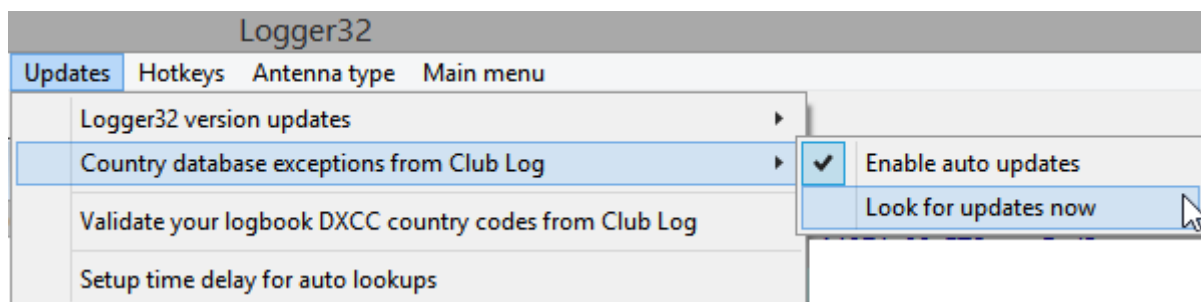 Logger32
Updates Hotkeys Antenna type Main menu
Logger32 version updates
Country database exceptions from Club Log
Enable auto updates
Look for updates now
Validate your logbook DXCC country codes from Club Log
Setup time delay for auto lookups